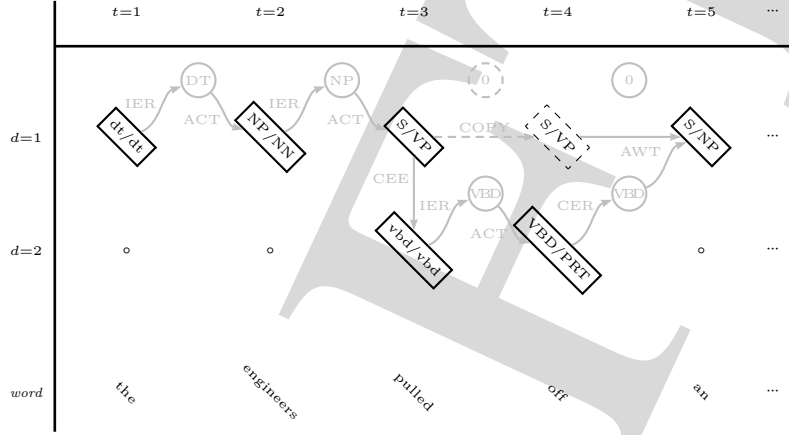 t=1 t=2 t=3 t=4 t=5 ...
DT NP 0 0
IER IER
ACT ACT COPY AWT
d=1 dt/dt NP/NN S/VP S/VP S/NP ...
CEE
VBD VBD
IER CER
ACT
d=2 vbd/vbd VBD/PRT ...
word the engineers pulled off an ...